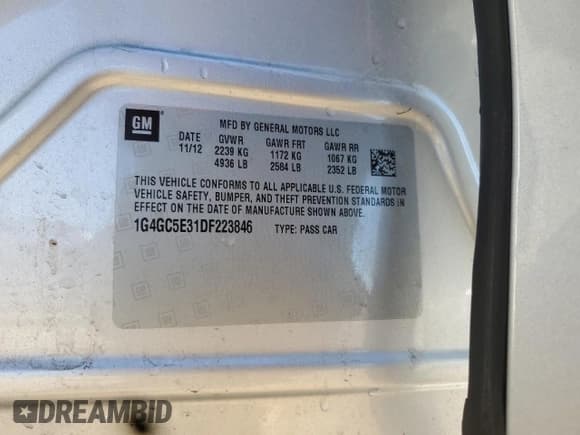 GM
MFD BY GENERAL MOTORS LLC
DATE GVWR GAWR FRT GAWR RR
11/12 2239 KG 1172 KG 1067 KG
4936 LB 2584 LB 2352 LB
THIS VEHICLE CONFORMS TO ALL APPLICABLE U.S. FEDERAL MOTOR
VEHICLE SAFETY, BUMPER, AND THEFT PREVENTION STANDARDS IN
EFFECT ON THE DATE OF MANUFACTURE SHOWN ABOVE.
1G4GC5E31DF223846 TYPE: PASS CAR
DREAMBID